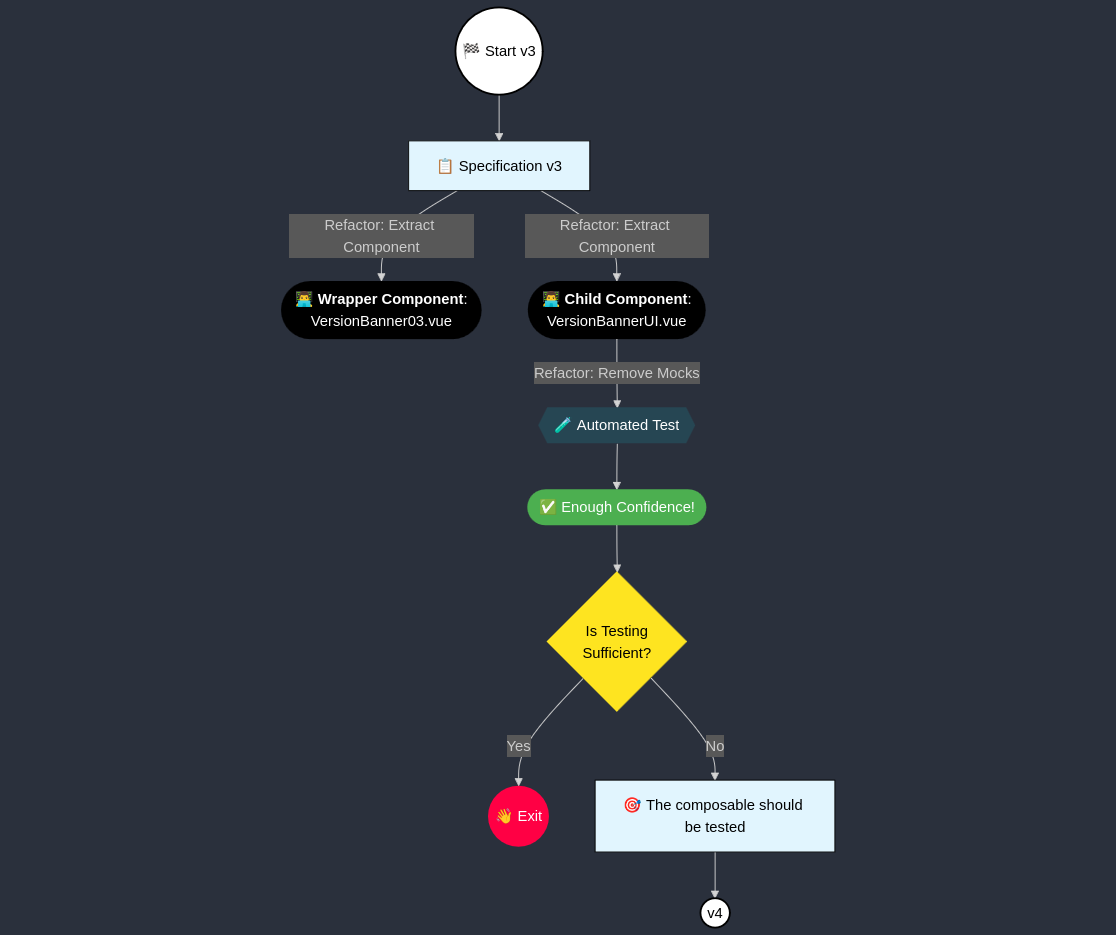 🏁 Start v3
📋 Specification v3
Refactor: Extract
Component
Refactor: Extract
Component
👨‍💻 Wrapper Component:
VersionBanner03.vue
👨‍💻 Child Component:
VersionBannerUI.vue
Refactor: Remove Mocks
🧪 Automated Test
✅ Enough Confidence!
Is Testing
Sufficient?
Yes
No
👋 Exit
🎯 The composable should
be tested
v4